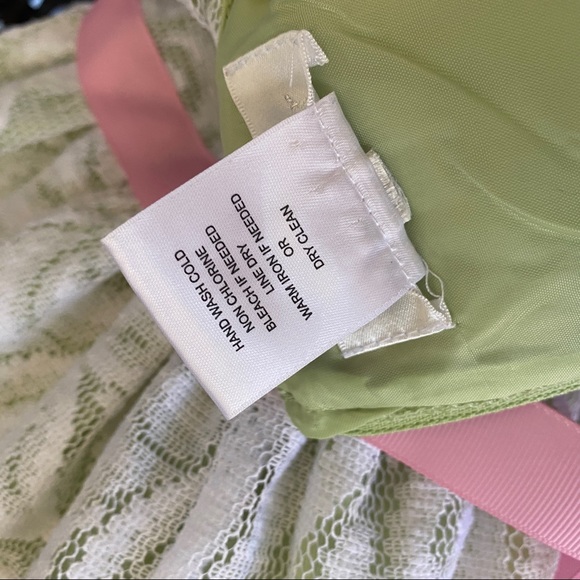 HAND WASH COLD
NON CHLORINE
BLEACH IF NEEDED
LINE DRY
WARM IRON IF NEEDED
OR
DRY CLEAN